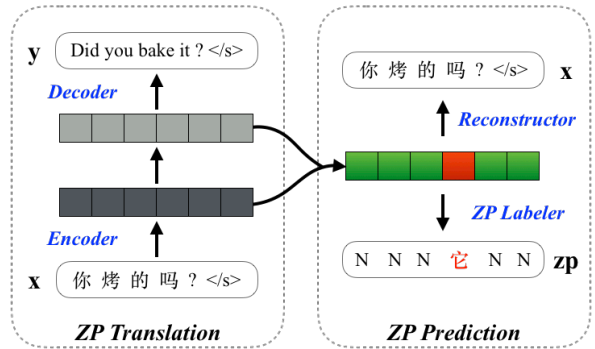 y
Did you bake it ? </s>
Decoder
Encoder
x
你 烤 的 吗 ? </s>
ZP Translation
你 烤 的 吗 ? </s>
x
Reconstructor
ZP Labeler
N N N 它 N N
zp
ZP Prediction